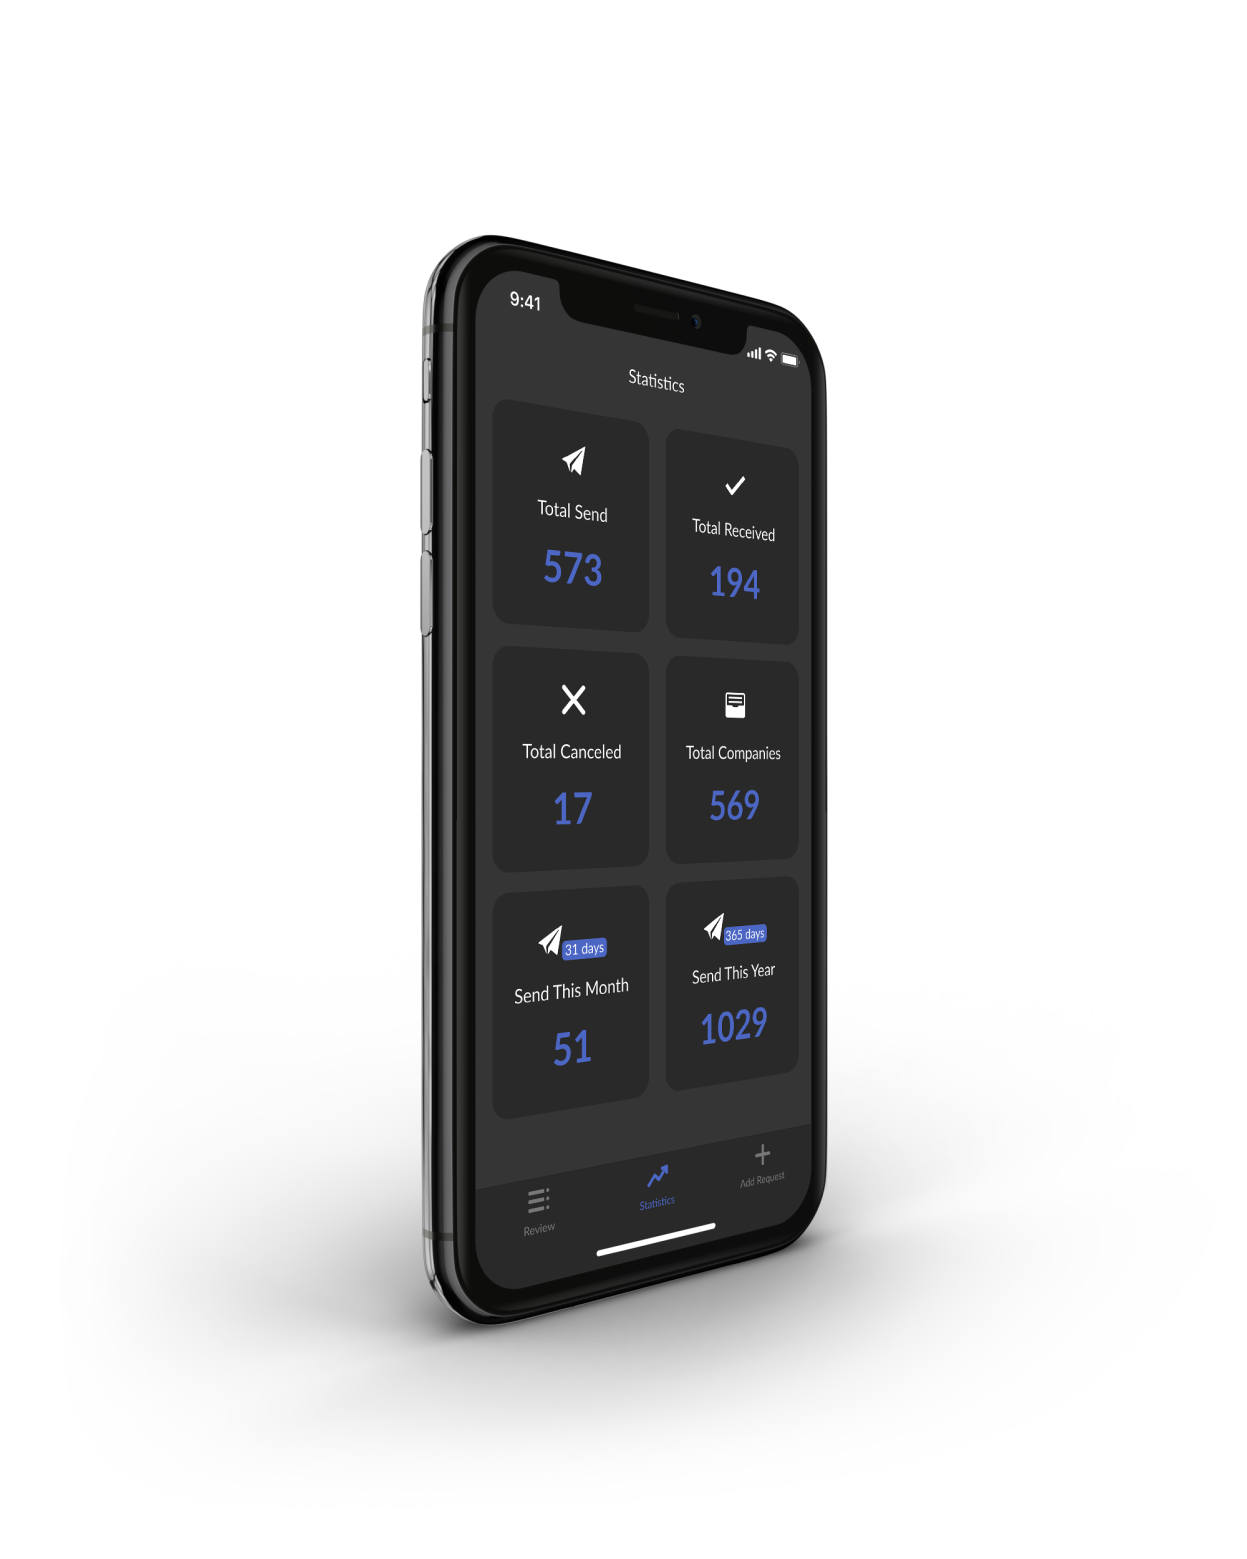 9:41
Statistics
Total Send
573
Total Received
194
Total Canceled
17
Total Companies
569
31 days
Send This Month
51
365 days
Send This Year
1029
Review
Statistics
Add Request